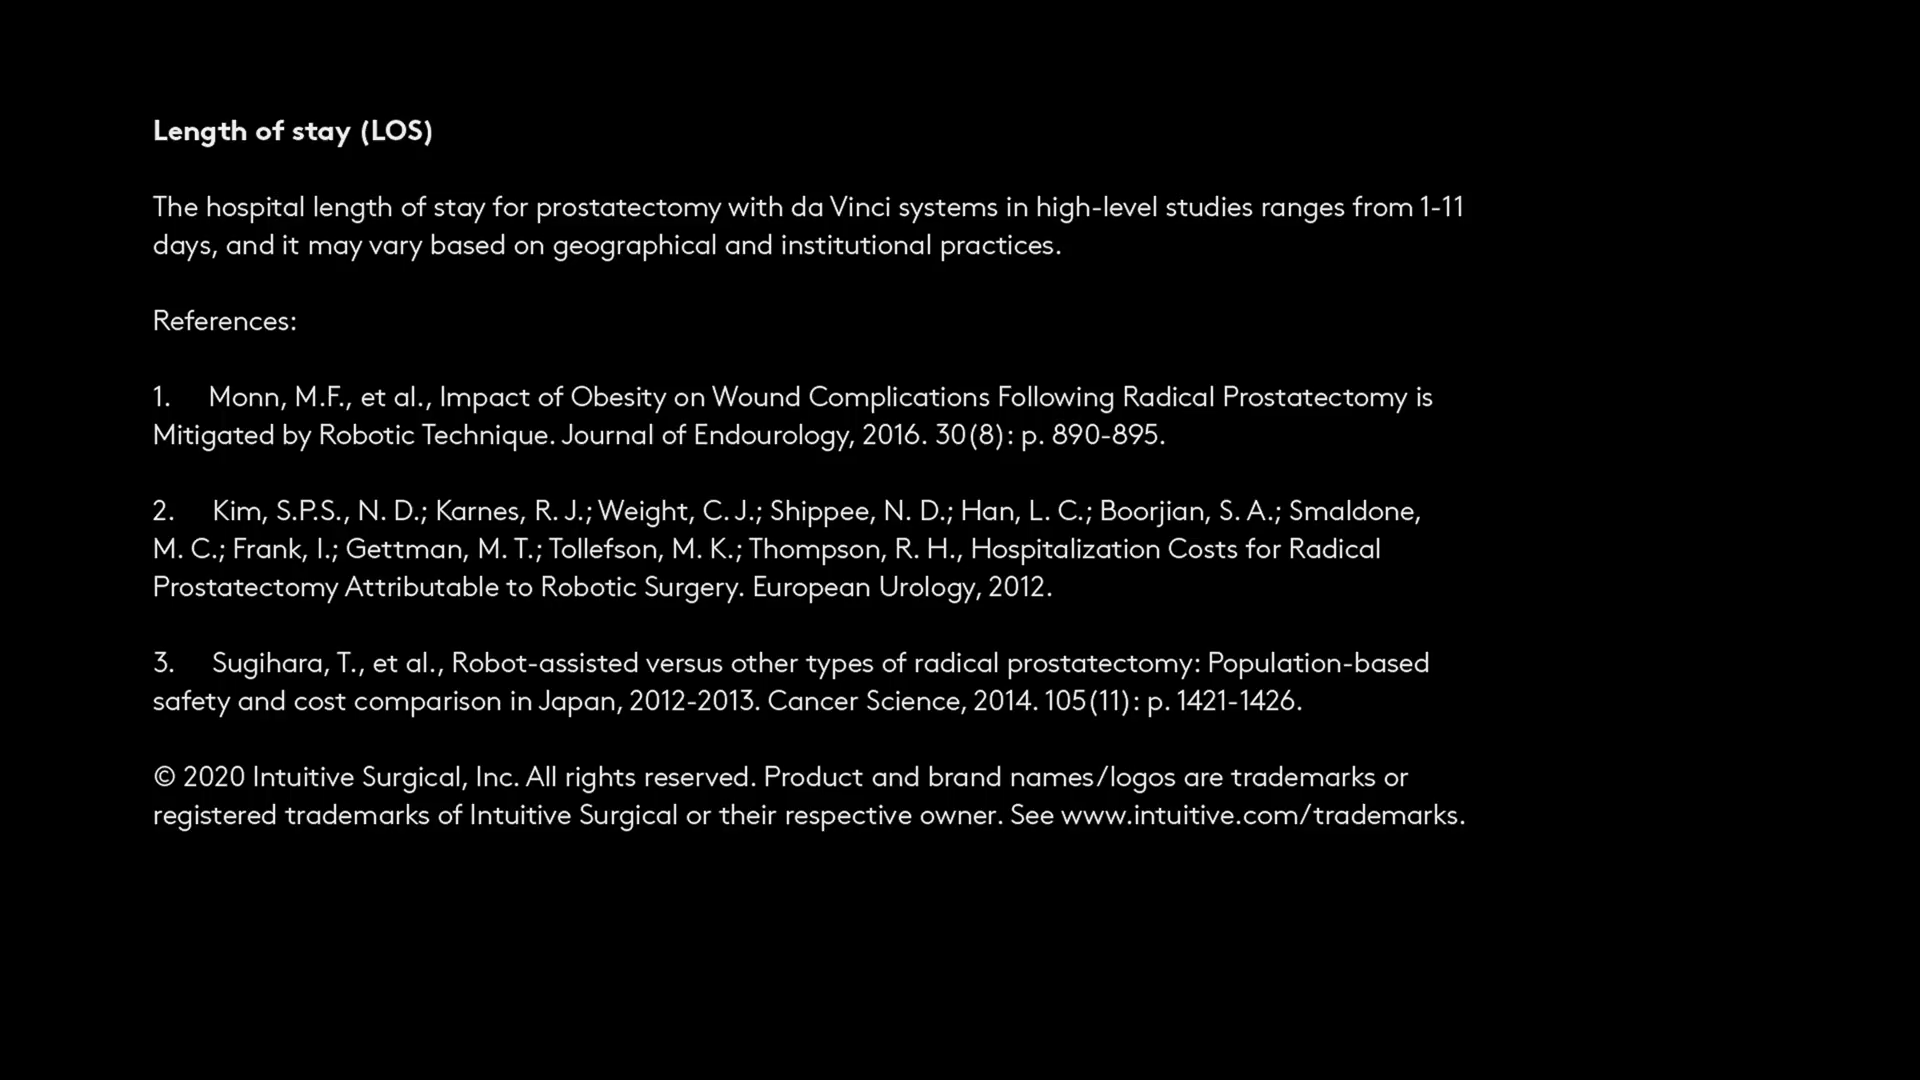 Length of stay (LOS)
The hospital length of stay for prostatectomy with da Vinci systems in high-level studies ranges from 1-11
days, and it may vary based on geographical and institutional practices.
References:
1. Monn, M.F., et al., Impact of Obesity on Wound Complications Following Radical Prostatectomy is
Mitigated by Robotic Technique. Journal of Endourology, 2016. 30(8): p. 890-895.
2. Kim, S.P.S., N. D.; Karnes, R. J.; Weight, C. J.; Shippee, N. D.; Han, L. C.; Boorjian, S. A.; Smaldone,
M. C.; Frank, I.; Gettman, M. T.; Tollefson, M. K.; Thompson, R. H., Hospitalization Costs for Radical
Prostatectomy Attributable to Robotic Surgery. European Urology, 2012.
3. Sugihara, T., et al., Robot-assisted versus other types of radical prostatectomy: Population-based
safety and cost comparison in Japan, 2012-2013. Cancer Science, 2014. 105(11): p. 1421-1426.
© 2020 Intuitive Surgical, Inc. All rights reserved. Product and brand names/logos are trademarks or
registered trademarks of Intuitive Surgical or their respective owner. See www.intuitive.com/trademarks.